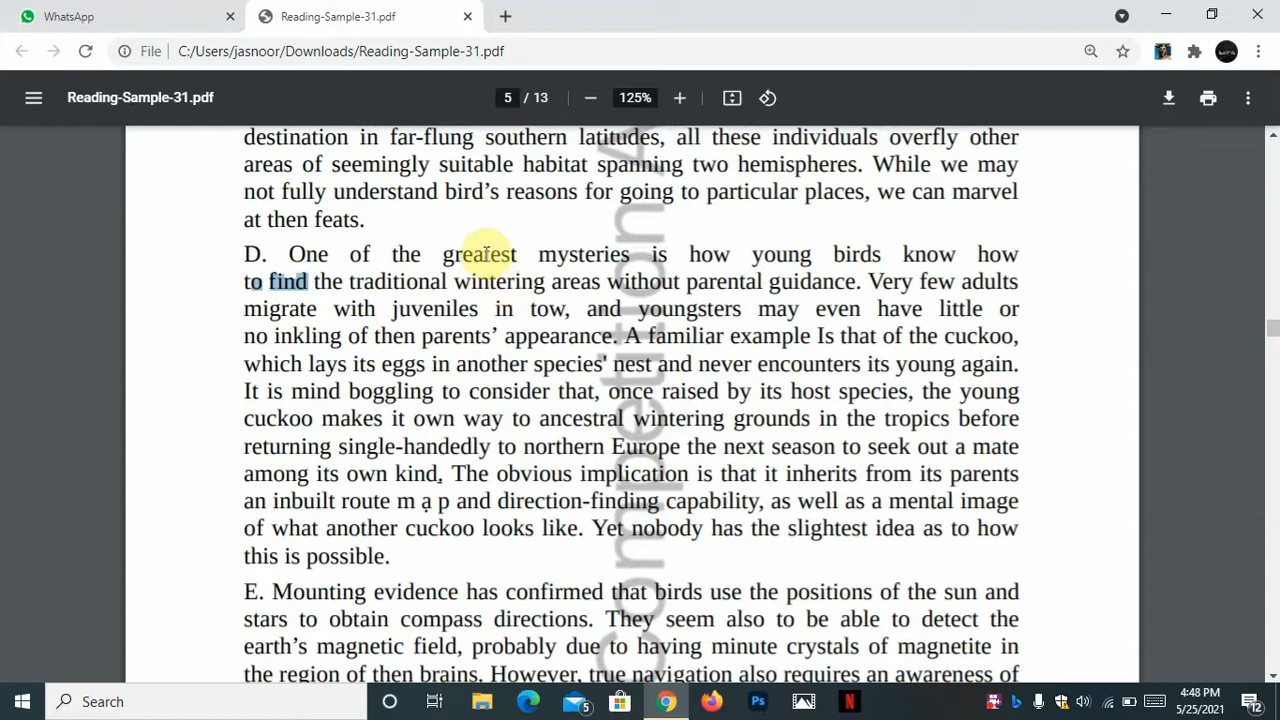 WhatsApp
Reading-Sample-31.pdf
File
C:/Users/jasnoor/Downloads/Reading-Sample-31.pdf
Reading-Sample-31.pdf
5 / 13
125%
destination in far-flung southern latitudes, all these individuals overfly other
areas of seemingly suitable habitat spanning two hemispheres. While we may
not fully understand bird’s reasons for going to particular places, we can marvel
at then feats.
D. One of the greatest mysteries is how young birds know how
to find the traditional wintering areas without parental guidance. Very few adults
migrate with juveniles in tow, and youngsters may even have little or
no inkling of then parents’ appearance. A familiar example Is that of the cuckoo,
which lays its eggs in another species' nest and never encounters its young again.
It is mind boggling to consider that, once raised by its host species, the young
cuckoo makes it own way to ancestral wintering grounds in the tropics before
returning single-handedly to northern Europe the next season to seek out a mate
among its own kind. The obvious implication is that it inherits from its parents
an inbuilt route m ạ p and direction-finding capability, as well as a mental image
of what another cuckoo looks like. Yet nobody has the slightest idea as to how
this is possible.
E. Mounting evidence has confirmed that birds use the positions of the sun and
stars to obtain compass directions. They seem also to be able to detect the
earth’s magnetic field, probably due to having minute crystals of magnetite in
the region of then brains. However, true navigation also requires an awareness of
Competition A
Search
5
Ps
N
4:48 PM
5/25/2021
12